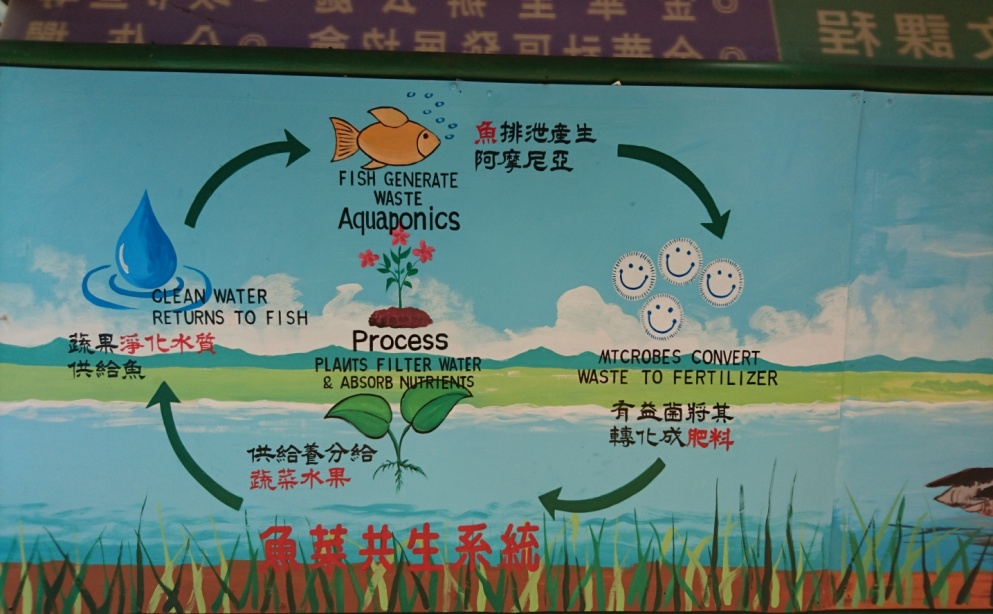 FISH GENERATE
WASTE
Aquaponics
魚排泄產生
阿摩尼亞
CLEAN WATER
RETURNS TO FISH
蔬果淨化水質
供給魚
Process
PLANTS FILTER WATER
& ABSORB NUTRIENTS
MTCROBES CONVERT
WASTE TO FERTILIZER
有益菌將其
轉化成肥料
供給養分給
蔬菜水果
魚菜共生系統